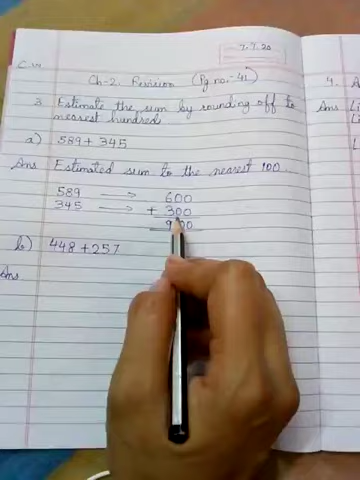 7.7.20
C.W
Ch-2. Revision (Pg no.-41)
3. Estimate the sum by rounding off to
nearest hundred
a) 589 + 345
Ans Estimated sum to the nearest 100...
589 → 600
345 → + 300
900
b) 448 + 257
4. A
Ans Li
L